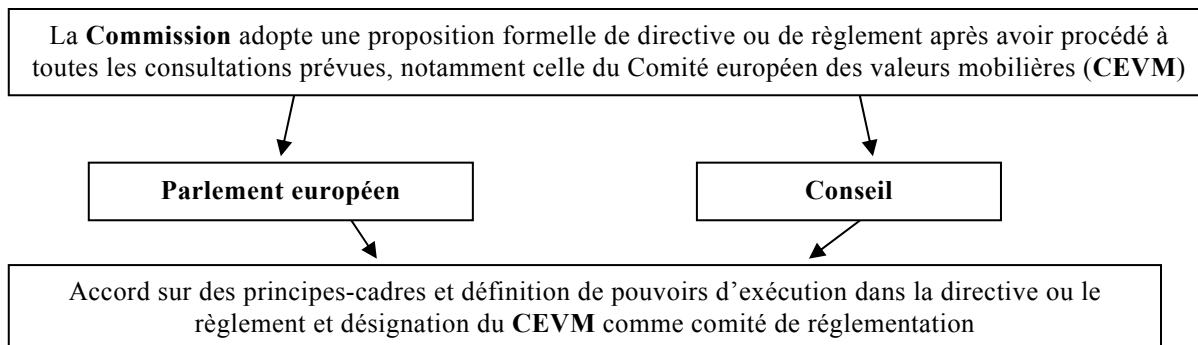 La Commission adopte une proposition formelle de directive ou de règlement après avoir procédé à
toutes les consultations prévues, notamment celle du Comité européen des valeurs mobilières (CEVM)
Parlement européen
Conseil
Accord sur des principes-cadres et définition de pouvoirs d’exécution dans la directive ou le
règlement et désignation du CEVM comme comité de réglementation